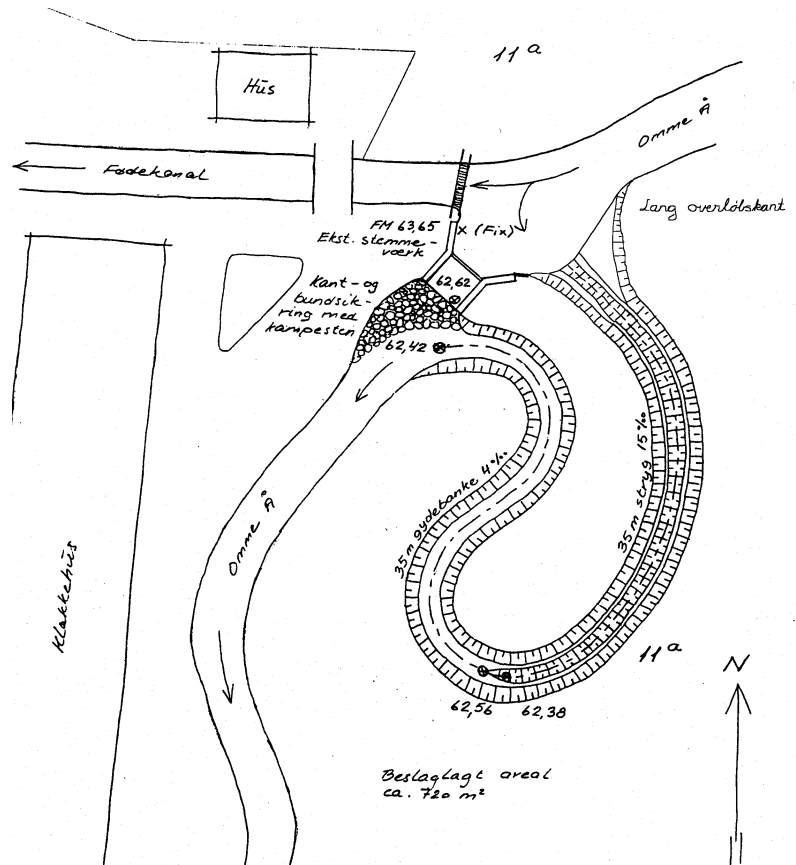 11ª
Hüs
Omme Å
Fødekanal
Lang overløbskant
FM 63,65
x (Fix)
Ekst. stemme-
værk
Kant- og
bundsik-
ring med
kampesten
62,62
62,42
35 m gydebanke 4‰
35 m stryg 15‰
Omme Å
Klakkehüs
11ª
N
62,56
62,38
Beslaglagt areal
ca. 720 m²